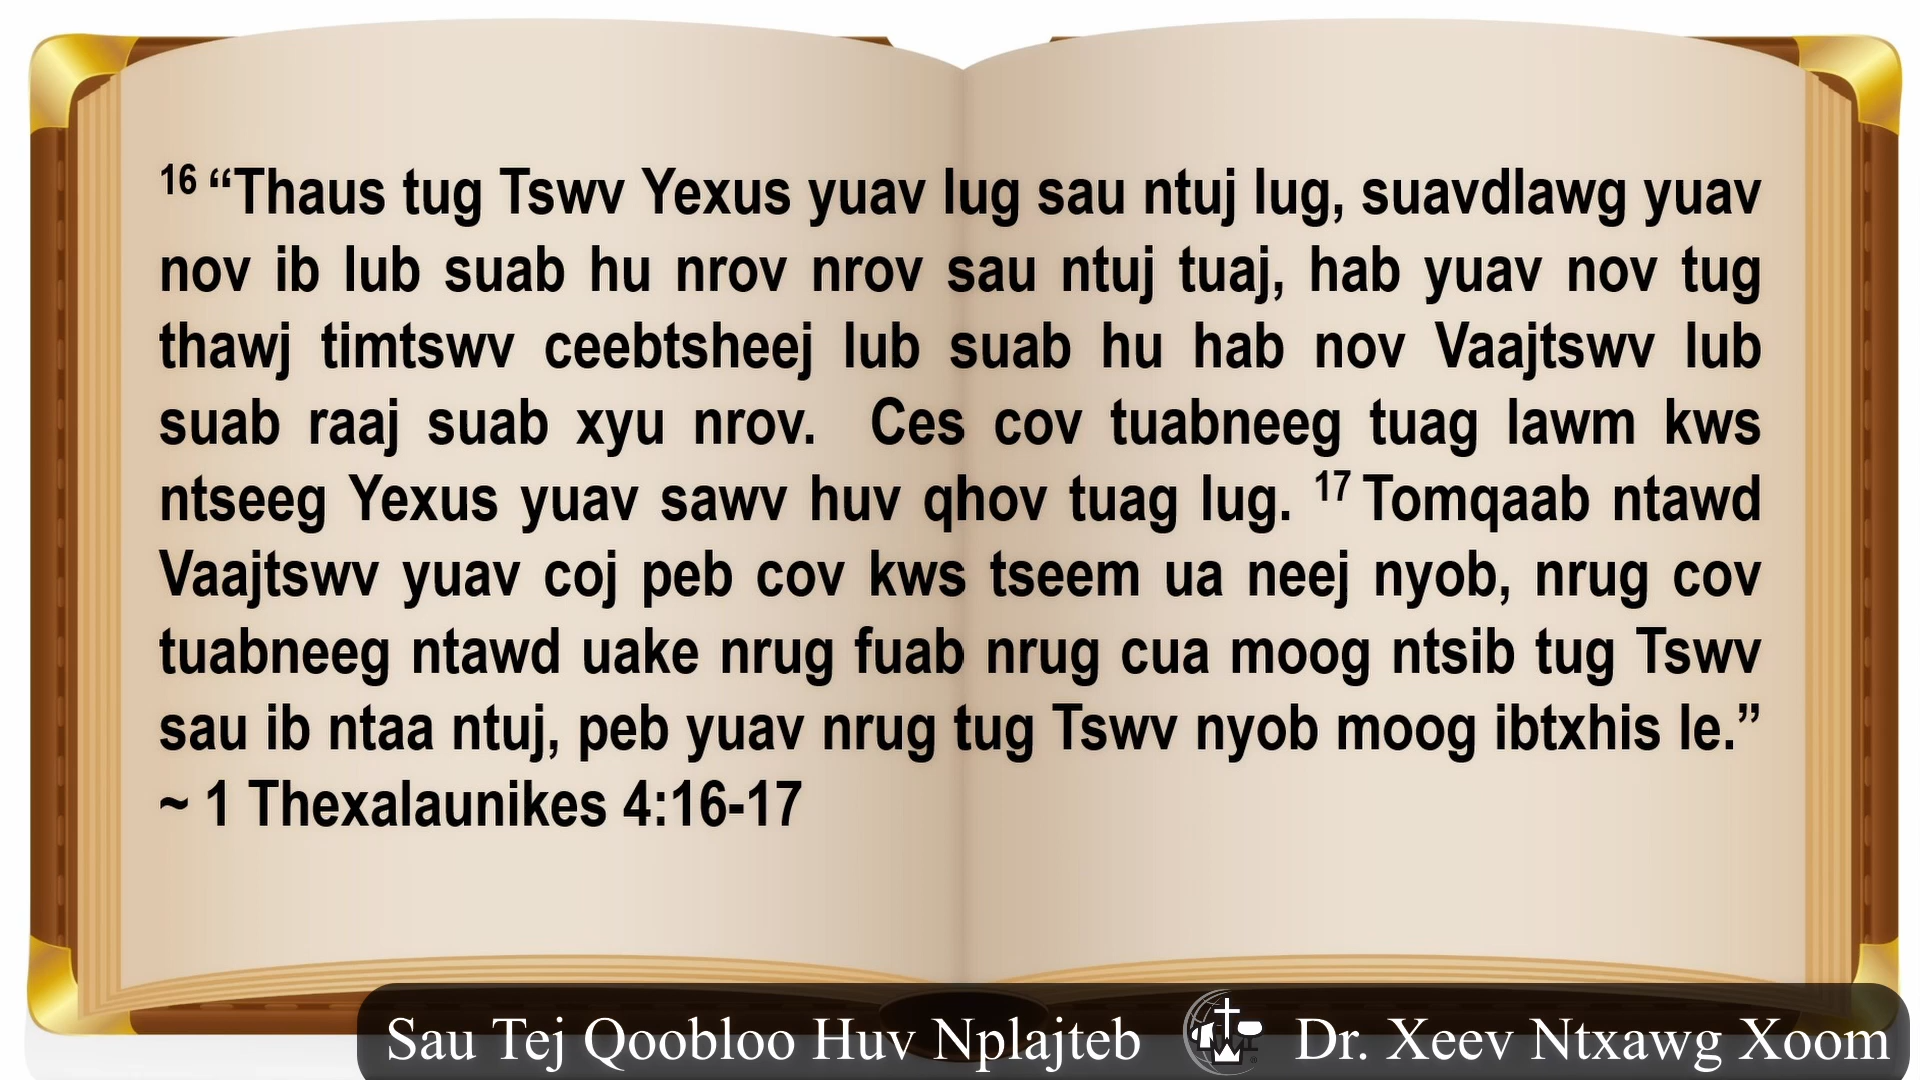 16 “Thaus tug Tswv Yexus yuav lug sau ntuj lug, suavdlawg yuav
nov ib lub suab hu nrov nrov sau ntuj tuaj, hab yuav nov tug
thawj timtswv ceebtsheej lub suab hu hab nov Vaajtswv lub
suab raaj suab xyu nrov. Ces cov tuabneeg tuag lawm kws
ntseeg Yexus yuav sawv huv qhov tuag lug. 17 Tomqaab ntawd
Vaajtswv yuav coj peb cov kws tseem ua neej nyob, nrug cov
tuabneeg ntawd uake nrug fuab nrug cua moog ntsib tug Tswv
sau ib ntaa ntuj, peb yuav nrug tug Tswv nyob moog ibtxhis le.”
~ 1 Thexalaunikes 4:16-17
Sau Tej Qoobloo Huv Nplajteb Dr. Xeev Ntxawg Xoom